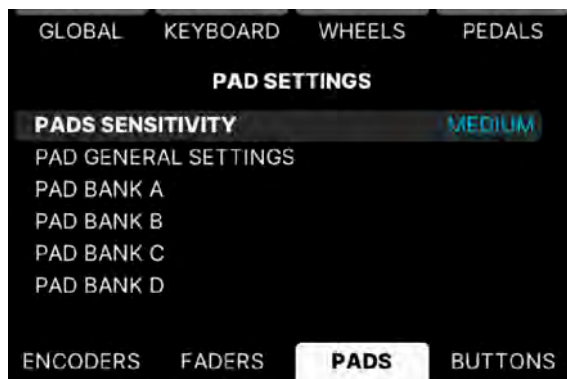 GLOBAL KEYBOARD WHEELS PEDALS
PAD SETTINGS
PADS SENSITIVITY MEDIUM
PAD GENERAL SETTINGS
PAD BANK A
PAD BANK B
PAD BANK C
PAD BANK D
ENCODERS FADERS PADS BUTTONS